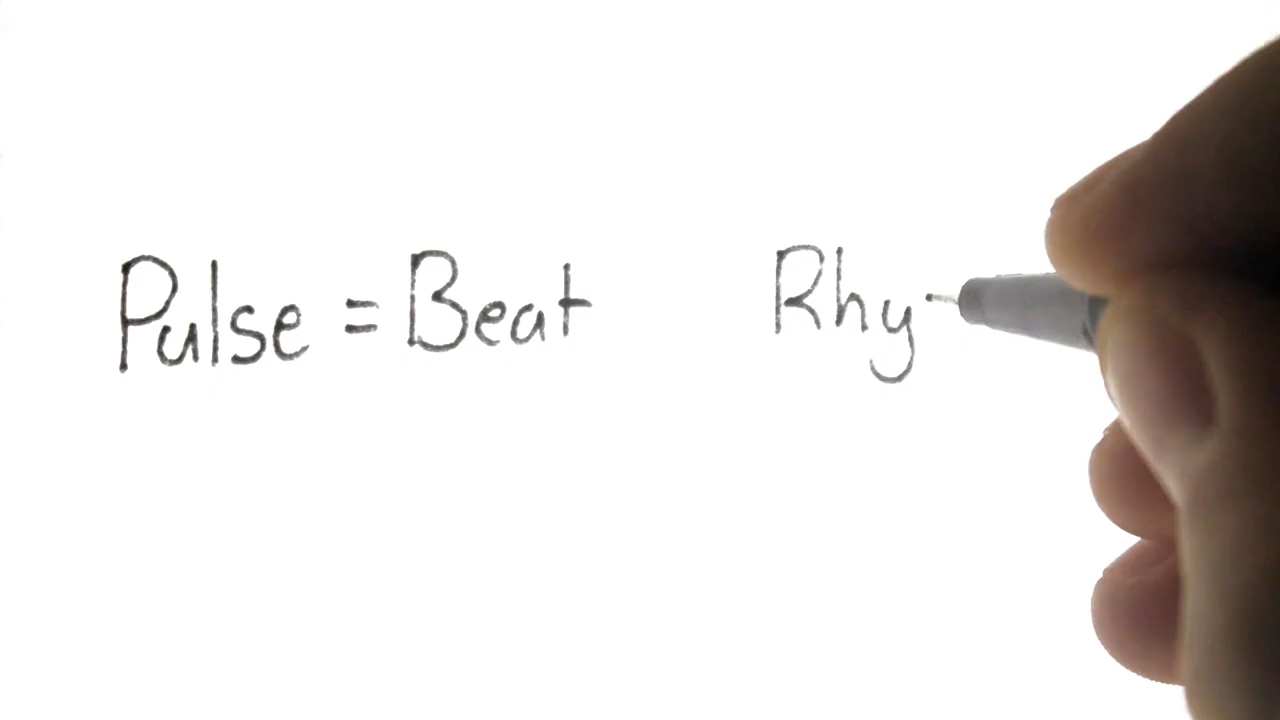 Pulse = Beat Rhy